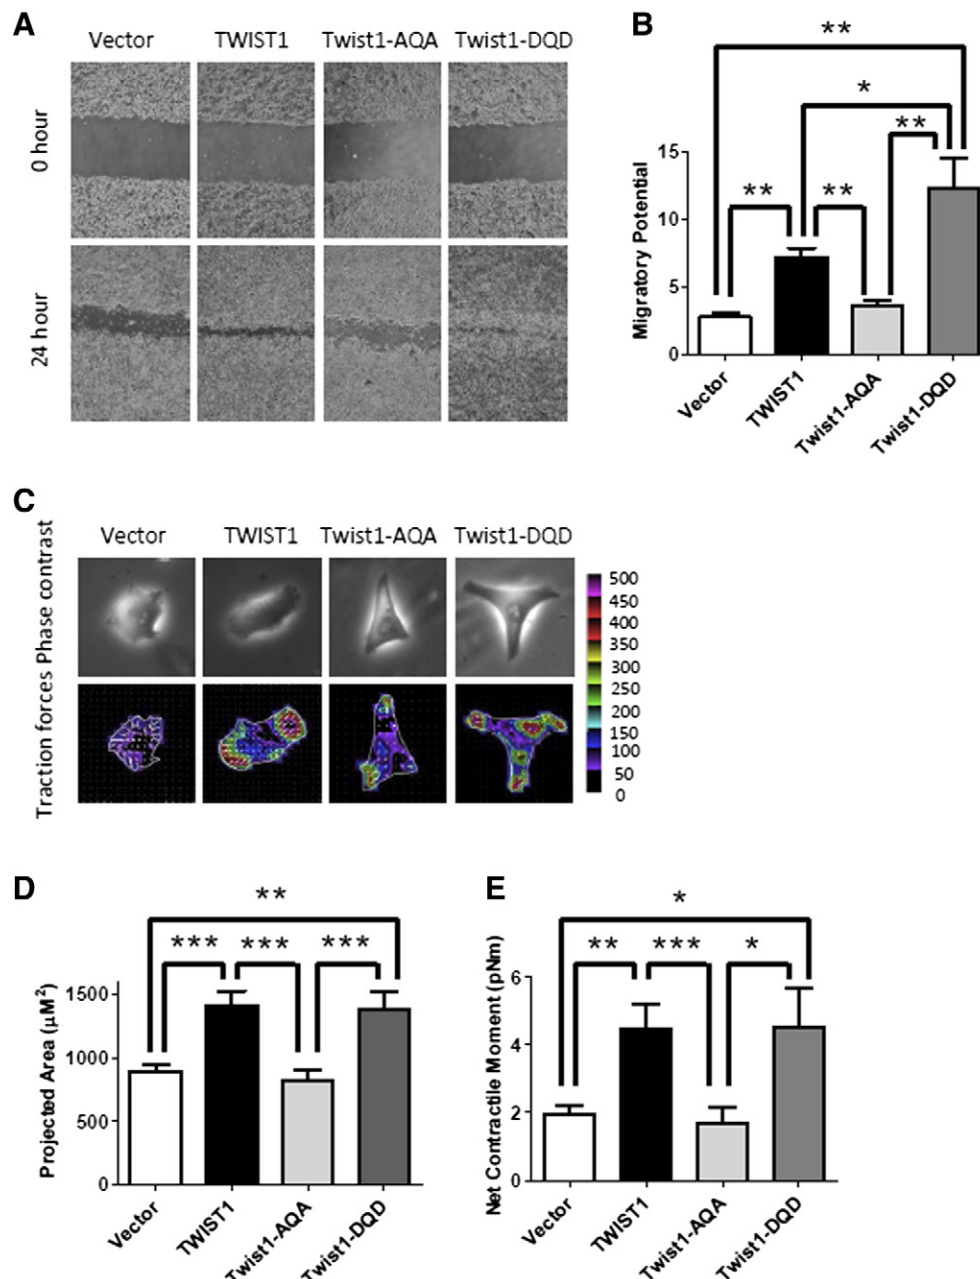 A
Vector TWIST1 Twist1-AQA Twist1-DQD
0 hour
24 hour
B
**
*
**
** **
Migratory Potential
15
10
5
0
Vector
TWIST1
Twist1-AQA
Twist1-DQD
C
Vector TWIST1 Twist1-AQA Twist1-DQD
Traction forces Phase contrast
500
450
400
350
300
250
200
150
100
50
0
D
**
*** *** ***
Projected Area (μM²)
1500
1000
500
0
Vector
TWIST1
Twist1-AQA
Twist1-DQD
E
*
** *** *
Net Contractile Moment (pNm)
6
4
2
0
Vector
TWIST1
Twist1-AQA
Twist1-DQD